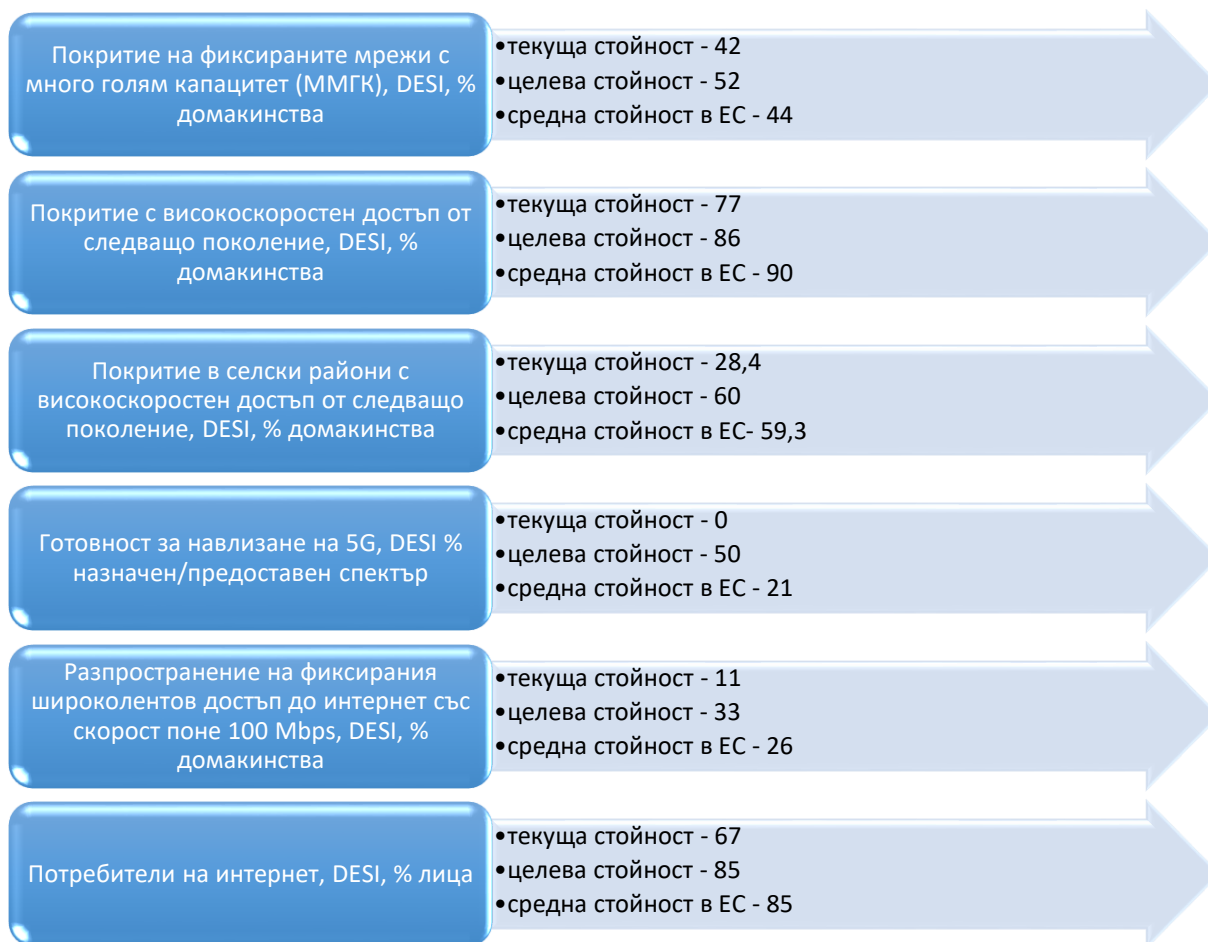 Покритие на фиксираните мрежи с
много голям капацитет (ММГК), DESI, %
домакинства
•текуща стойност - 42
•целева стойност - 52
•средна стойност в ЕС - 44
Покритие с високоскоростен достъп от
следващо поколение, DESI, %
домакинства
•текуща стойност - 77
•целева стойност - 86
•средна стойност в ЕС - 90
Покритие в селски райони с
високоскоростен достъп от следващо
поколение, DESI, % домакинства
•текуща стойност - 28,4
•целева стойност - 60
•средна стойност в ЕС- 59,3
Готовност за навлизане на 5G, DESI %
назначен/предоставен спектър
•текуща стойност - 0
•целева стойност - 50
•средна стойност в ЕС - 21
Разпространение на фиксирания
широколентов достъп до интернет със
скорост поне 100 Mbps, DESI, %
домакинства
•текуща стойност - 11
•целева стойност - 33
•средна стойност в ЕС - 26
Потребители на интернет, DESI, % лица
•текуща стойност - 67
•целева стойност - 85
•средна стойност в ЕС - 85